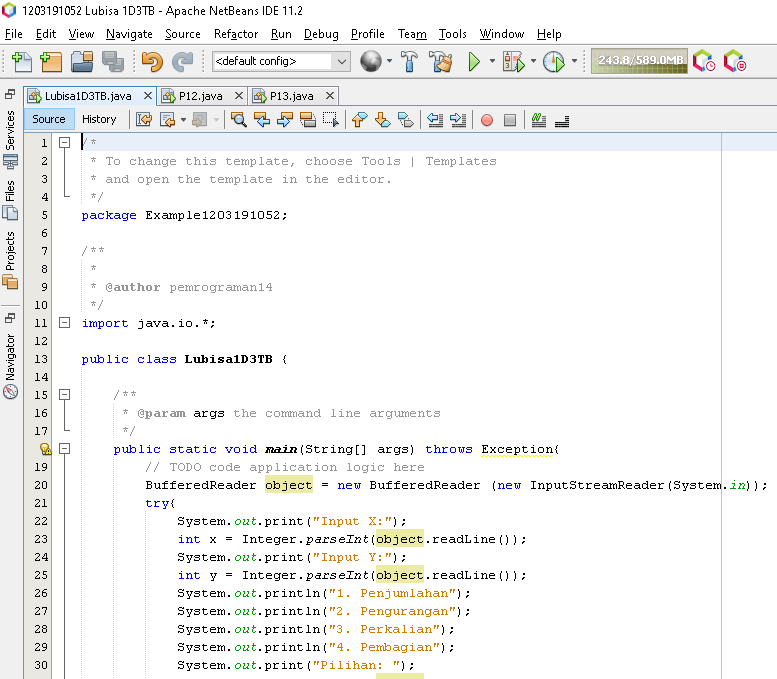 1203191052 Lubisa 1D3TB - Apache NetBeans IDE 11.2
File Edit View Navigate Source Refactor Run Debug Profile Team Tools Window Help
<default config> 243.8/589.0MB
Lubisa1D3TB.java P12.java P13.java
Source History
Services
Files
Projects
Navigator
1 /*
2 * To change this template, choose Tools | Templates
3 * and open the template in the editor.
4 */
5 package Example1203191052;
6
7 /**
8 *
9 * @author pemrograman14
10 */
11 import java.io.*;
12
13 public class Lubisa1D3TB {
14
15 /**
16 * @param args the command line arguments
17 */
public static void main(String[] args) throws Exception{
19 // TODO code application logic here
20 BufferedReader object = new BufferedReader (new InputStreamReader(System.in));
21 try{
22 System.out.print("Input X:");
23 int x = Integer.parseInt(object.readLine());
24 System.out.print("Input Y:");
25 int y = Integer.parseInt(object.readLine());
26 System.out.println("1. Penjumlahan");
27 System.out.println("2. Pengurangan");
28 System.out.println("3. Perkalian");
29 System.out.println("4. Pembagian");
30 System.out.print("Pilihan: ");